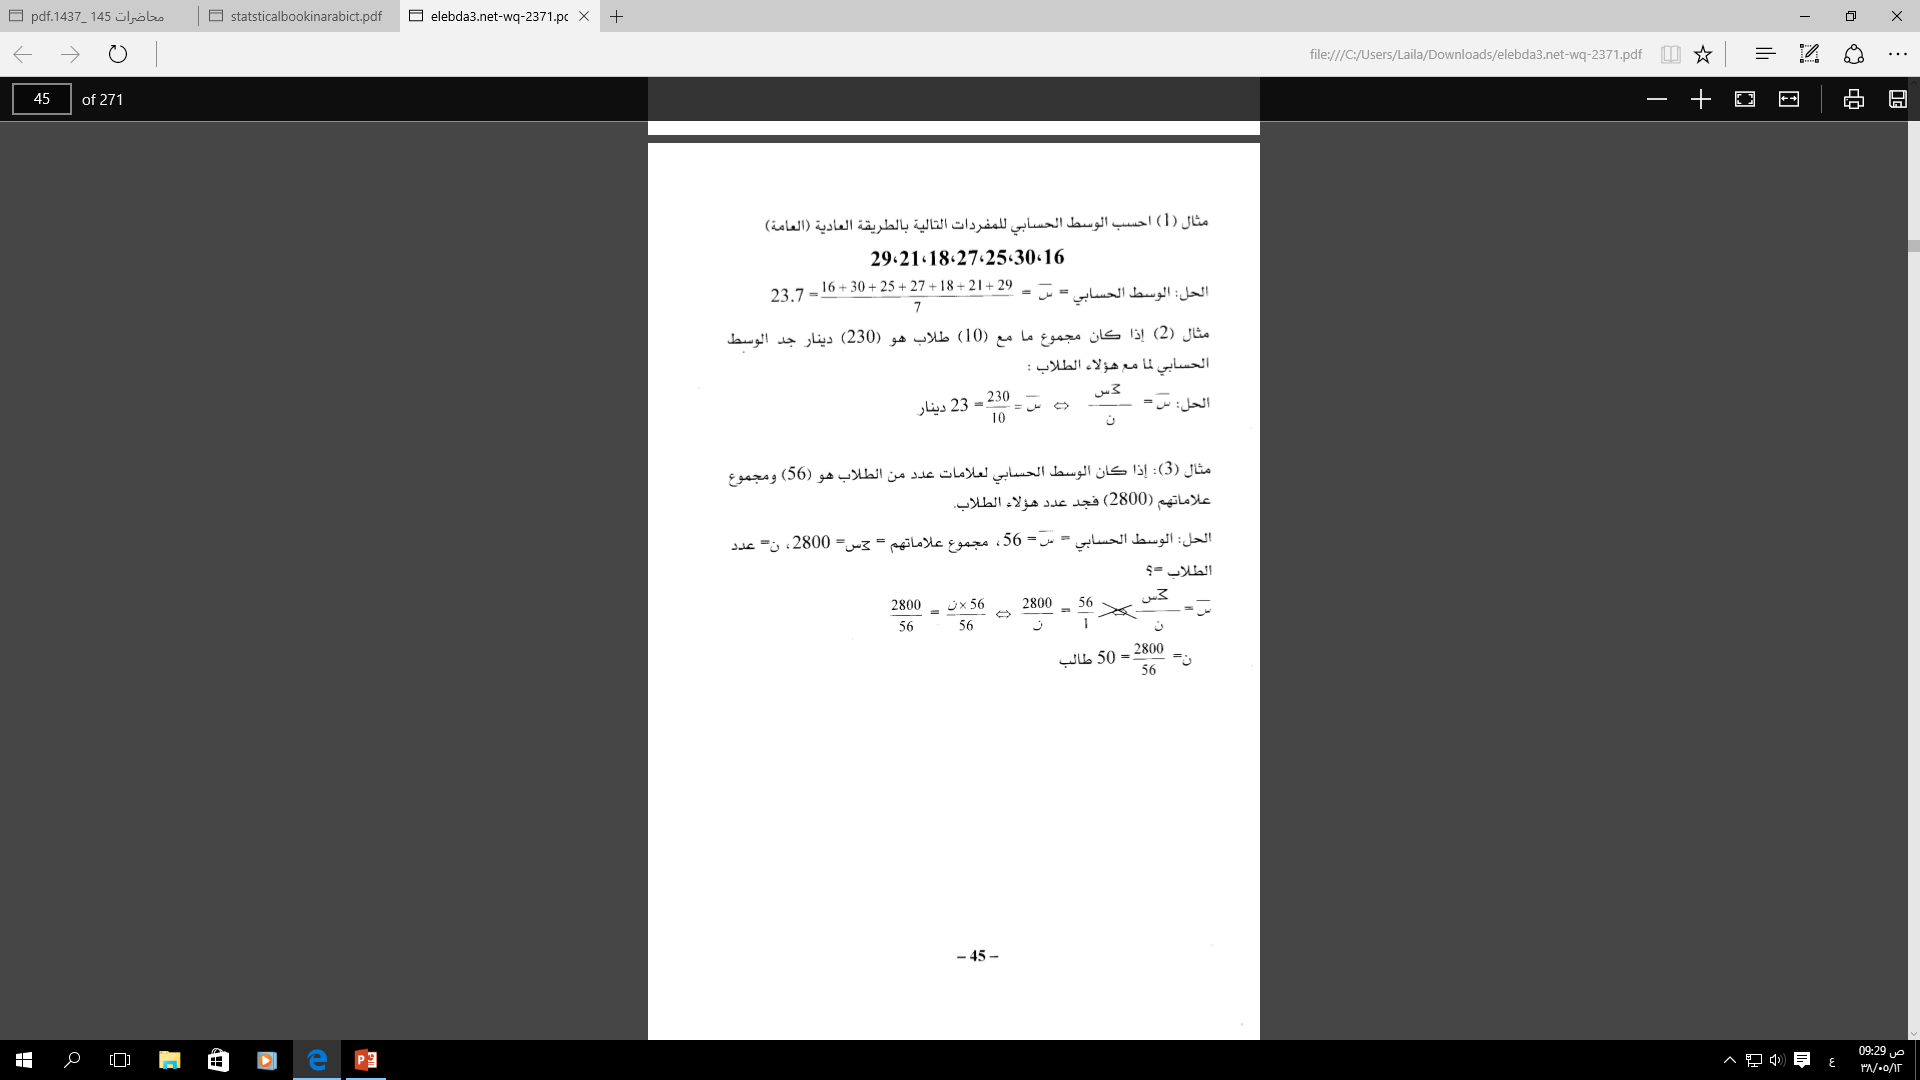 محاضرات 145 _1437.pdf
statsticalbookinarabict.pdf
elebda3.net-wq-2371.pc
file:///C:/Users/Laila/Downloads/elebda3.net-wq-2371.pdf
45 of 271
مثال (1) احسب الوسط الحسابي للمفردات التالية بالطريقة العادية (العامة)
29،21،18،27،25،30،16
الحل: الوسط الحسابي = س̅ = (16 + 30 + 25 + 27 + 18 + 21 + 29) / 7 = 23.7
مثال (2) إذا كان مجموع ما مع (10) طلاب هو (230) دينار جد الوسط
الحسابي لما مع هؤلاء الطلاب :
الحل: س̅ = ∑س / ن ⇔ س̅ = 230 / 10 = 23 دينار
مثال (3): إذا كان الوسط الحسابي لعلامات عدد من الطلاب هو (56) ومجموع
علاماتهم (2800) فجد عدد هؤلاء الطلاب.
الحل: الوسط الحسابي = س̅ = 56، مجموع علاماتهم = ∑س= 2800، ن= عدد
الطلاب =؟
س̅ = ∑س / ن ⇔ 56 / 1 = 2800 / ن ⇔ 56 × ن / 56 = 2800 / 56
ن= 2800 / 56 = 50 طالب
– 45 –
ع
09:29 ص
٣٨/٠٥/١٢